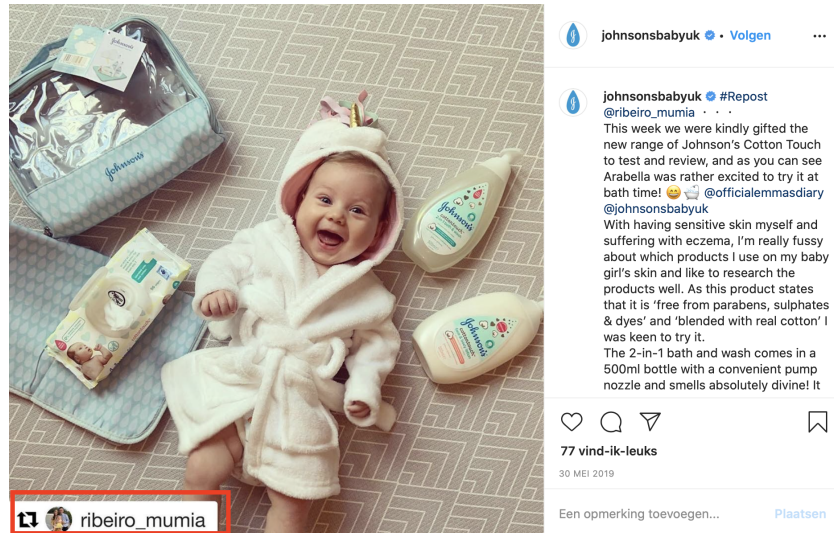 Johnson's
Johnson's
Johnson's
Johnson's
ribeiro_mumia
johnsonsbabyuk • Volgen
johnsonsbabyuk #Repost
@ribeiro_mumia · · ·
This week we were kindly gifted the
new range of Johnson's Cotton Touch
to test and review, and as you can see
Arabella was rather excited to try it at
bath time! 😄🛁 @officialemmasdiary
@johnsonsbabyuk
With having sensitive skin myself and
suffering with eczema, I'm really fussy
about which products I use on my baby
girl's skin and like to research the
products well. As this product states
that it is 'free from parabens, sulphates
& dyes' and 'blended with real cotton' I
was keen to try it.
The 2-in-1 bath and wash comes in a
500ml bottle with a convenient pump
nozzle and smells absolutely divine! It
77 vind-ik-leuks
30 MEI 2019
Een opmerking toevoegen...
Plaatsen